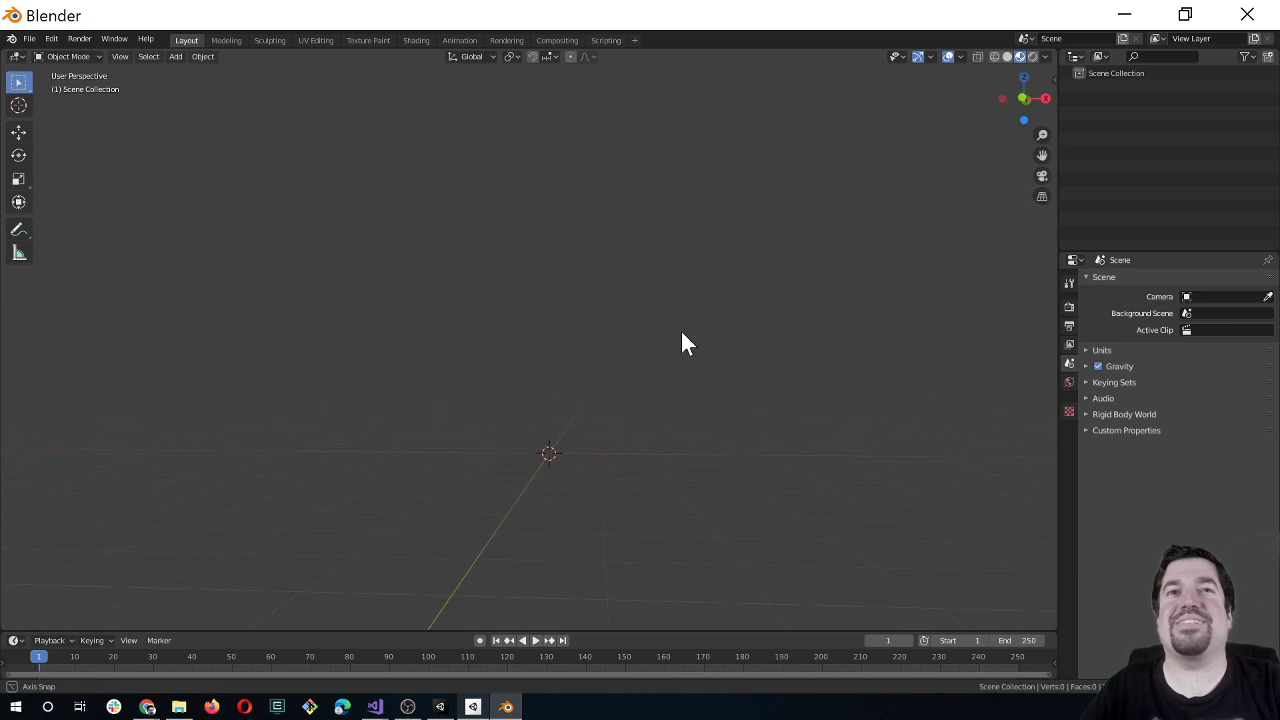 Blender
File Edit Render Window Help Layout Modeling Sculpting UV Editing Texture Paint Shading Animation Rendering Compositing Scripting + Scene View Layer
Object Mode View Select Add Object Global
User Perspective
(1) Scene Collection
Z
X
Scene Collection
Scene
Scene
Camera
Background Scene
Active Clip
Units
Gravity
Keying Sets
Audio
Rigid Body World
Custom Properties
Playback Keying View Marker 1 Start 1 End 250
1 10 20 30 40 50 60 70 80 90 100 110 120 130 140 150 160 170 180 190 200 210 220 230 240 250
Axis Snap Scene Collection | Verts:0 | Faces:0 |